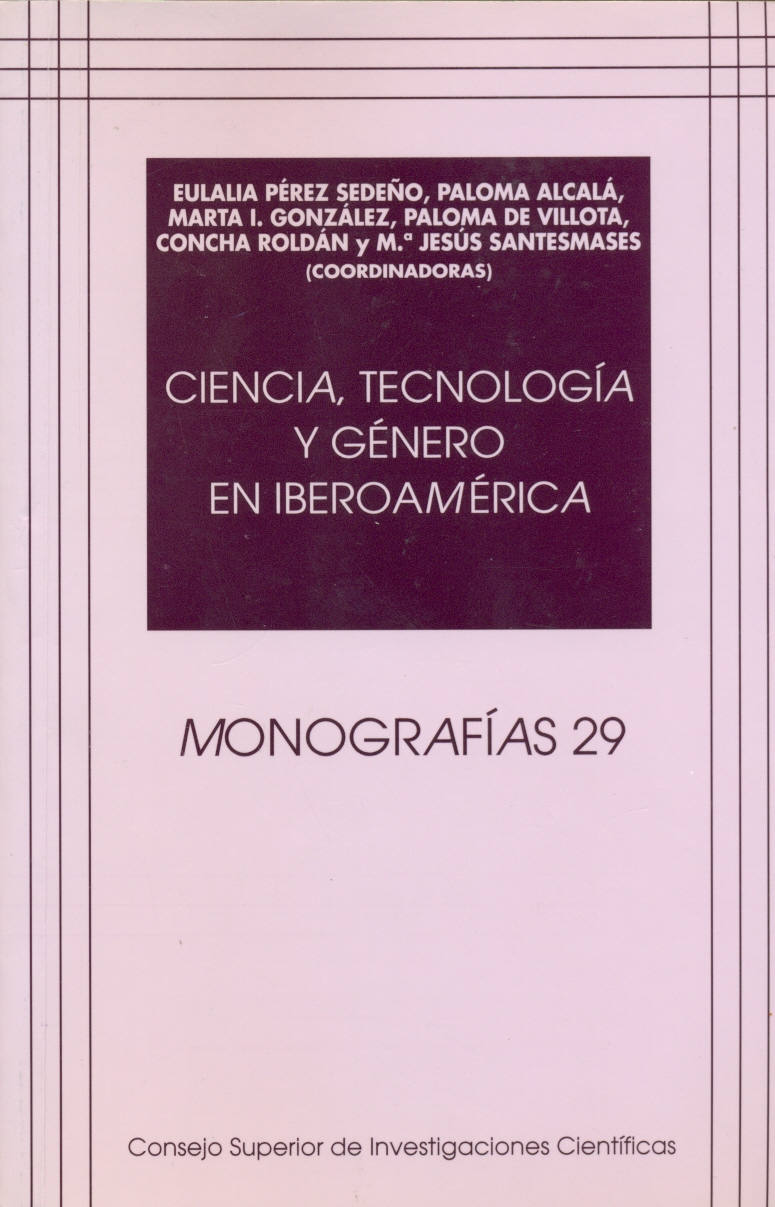 EULALIA PÉREZ SEDEÑO, PALOMA ALCALÁ,
MARTA I. GONZÁLEZ, PALOMA DE VILLOTA,
CONCHA ROLDÁN y M.ª JESÚS SANTESMASES
(COORDINADORAS)
CIENCIA, TECNOLOGÍA
Y GÉNERO
EN IBEROAMÉRICA
MONOGRAFÍAS 29
Consejo Superior de Investigaciones Científicas